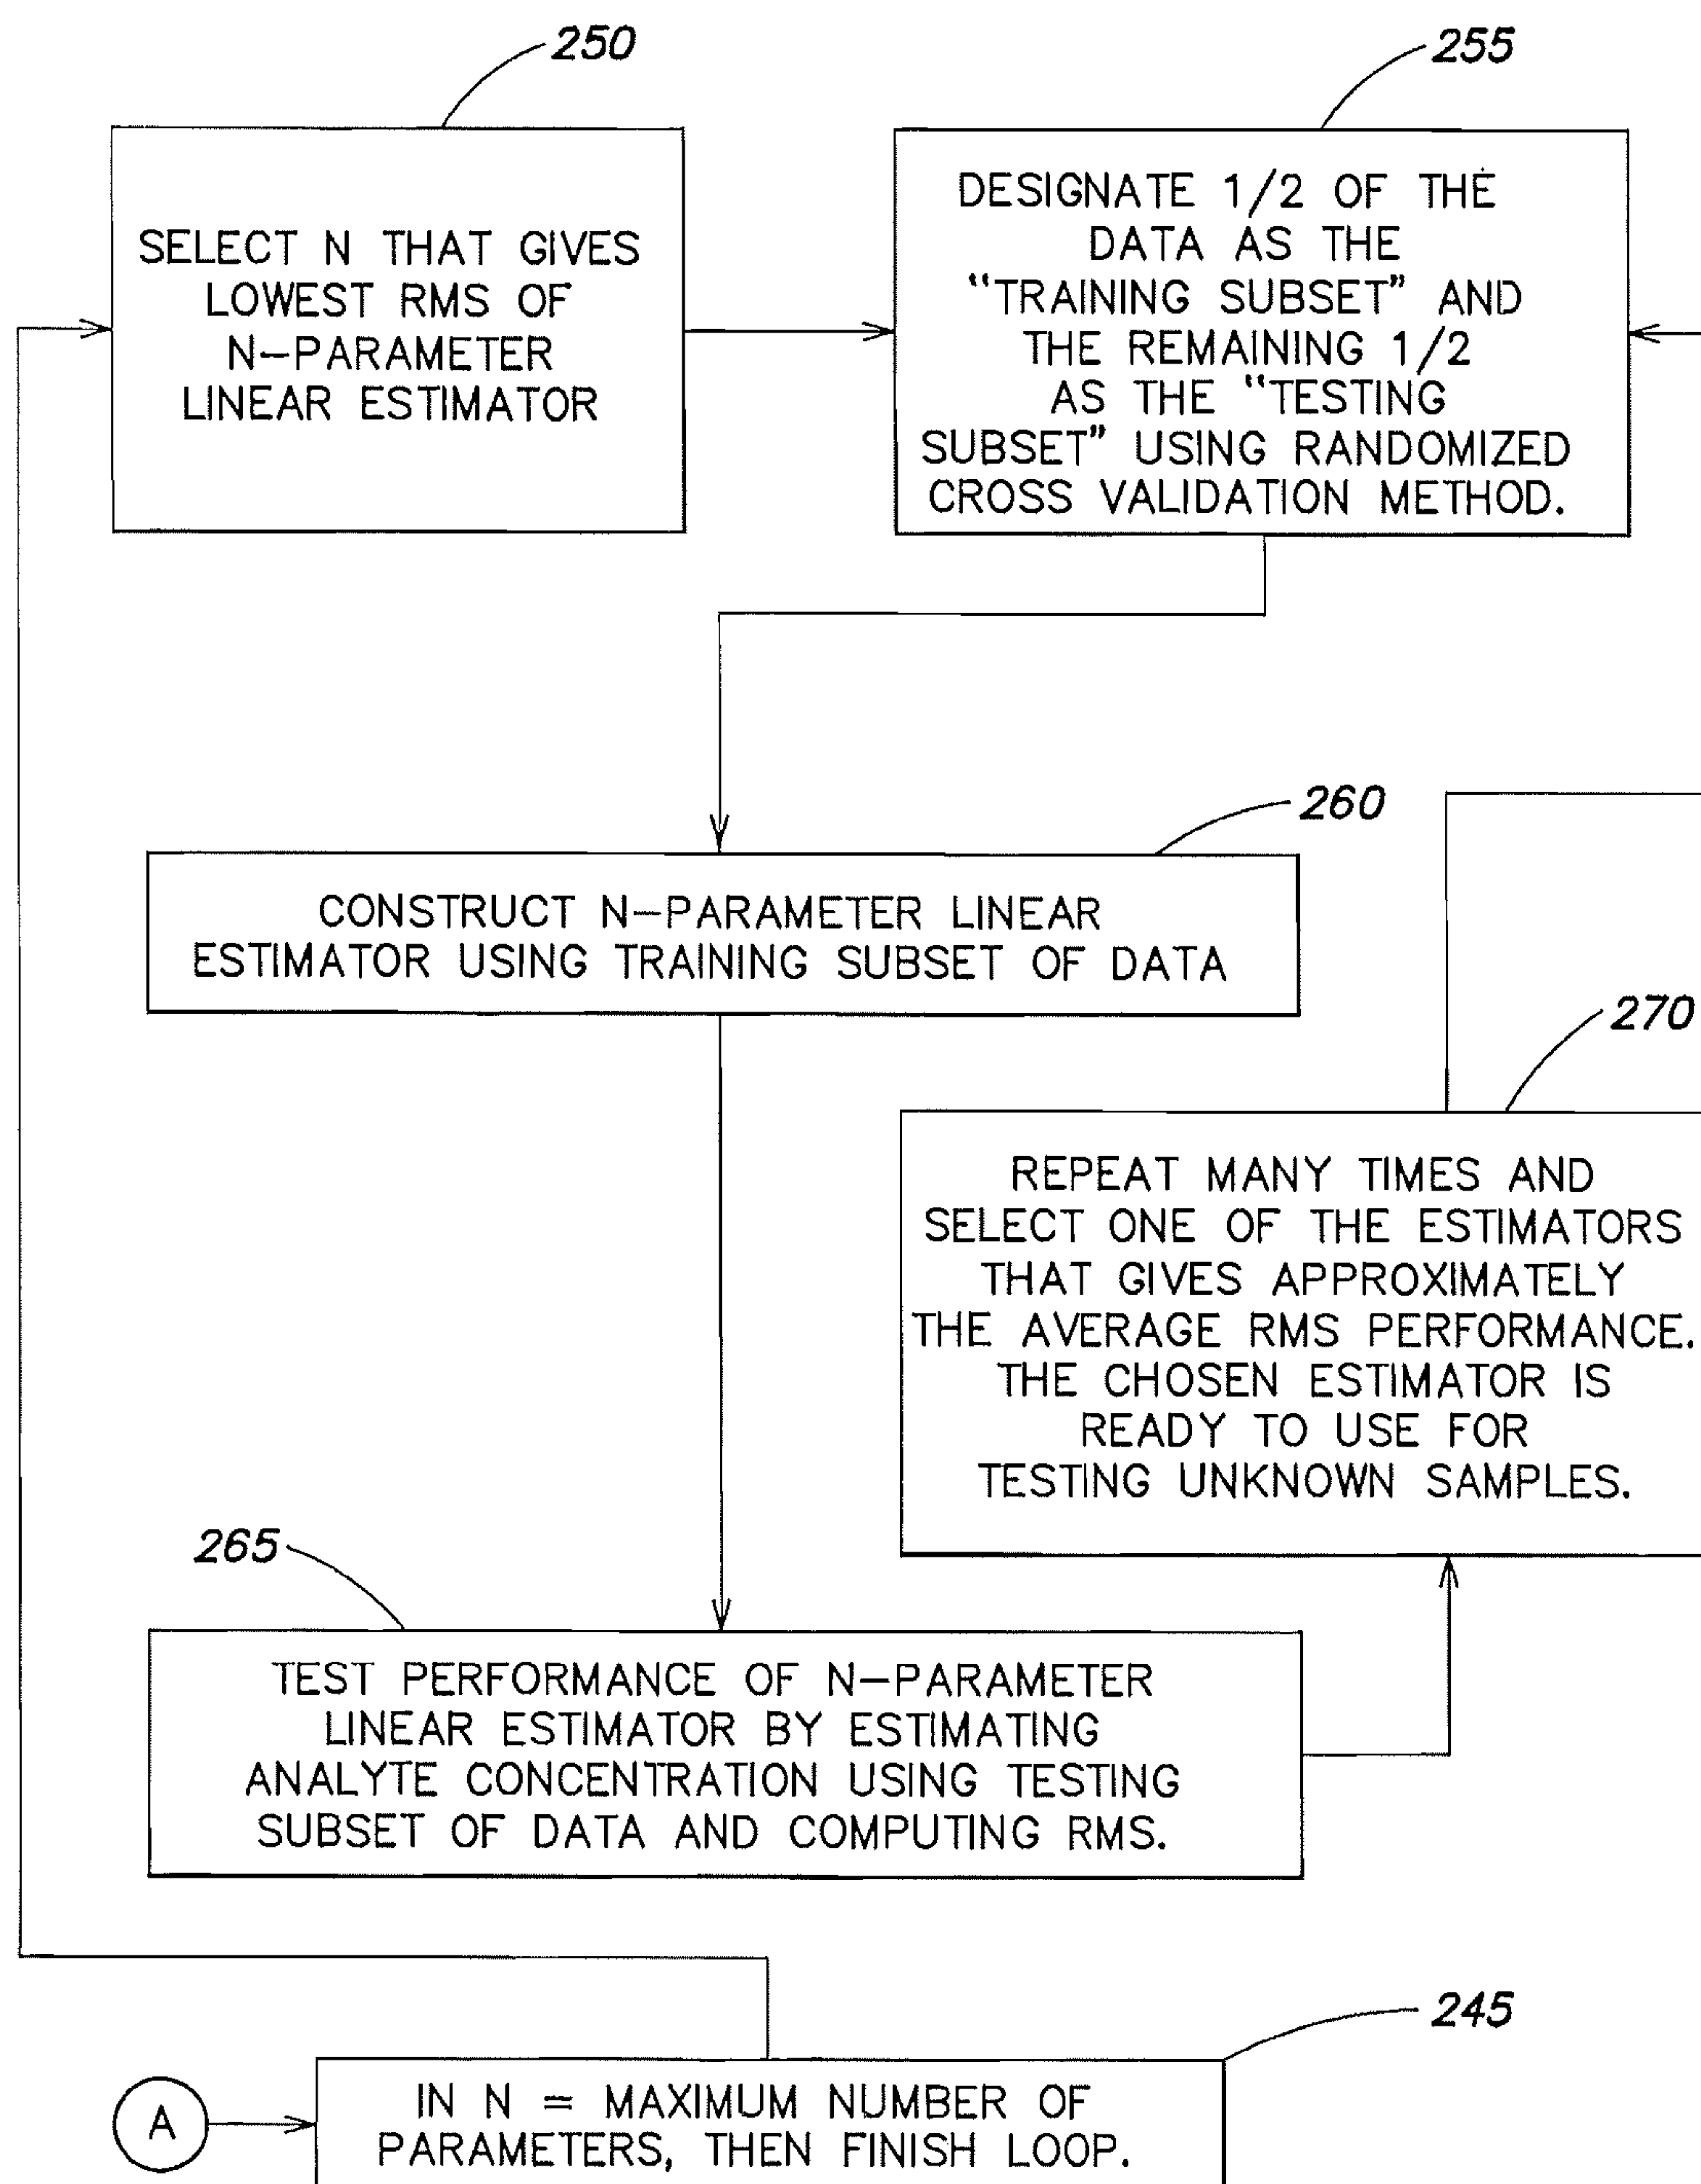 250
SELECT N THAT GIVES
LOWEST RMS OF
N-PARAMETER
LINEAR ESTIMATOR
255
DESIGNATE 1/2 OF THE
DATA AS THE
“TRAINING SUBSET” AND
THE REMAINING 1/2
AS THE “TESTING
SUBSET” USING RANDOMIZED
CROSS VALIDATION METHOD.
260
CONSTRUCT N-PARAMETER LINEAR
ESTIMATOR USING TRAINING SUBSET OF DATA
270
REPEAT MANY TIMES AND
SELECT ONE OF THE ESTIMATORS
THAT GIVES APPROXIMATELY
THE AVERAGE RMS PERFORMANCE.
THE CHOSEN ESTIMATOR IS
READY TO USE FOR
TESTING UNKNOWN SAMPLES.
265
TEST PERFORMANCE OF N-PARAMETER
LINEAR ESTIMATOR BY ESTIMATING
ANALYTE CONCENTRATION USING TESTING
SUBSET OF DATA AND COMPUTING RMS.
245
A
IN N = MAXIMUM NUMBER OF
PARAMETERS, THEN FINISH LOOP.